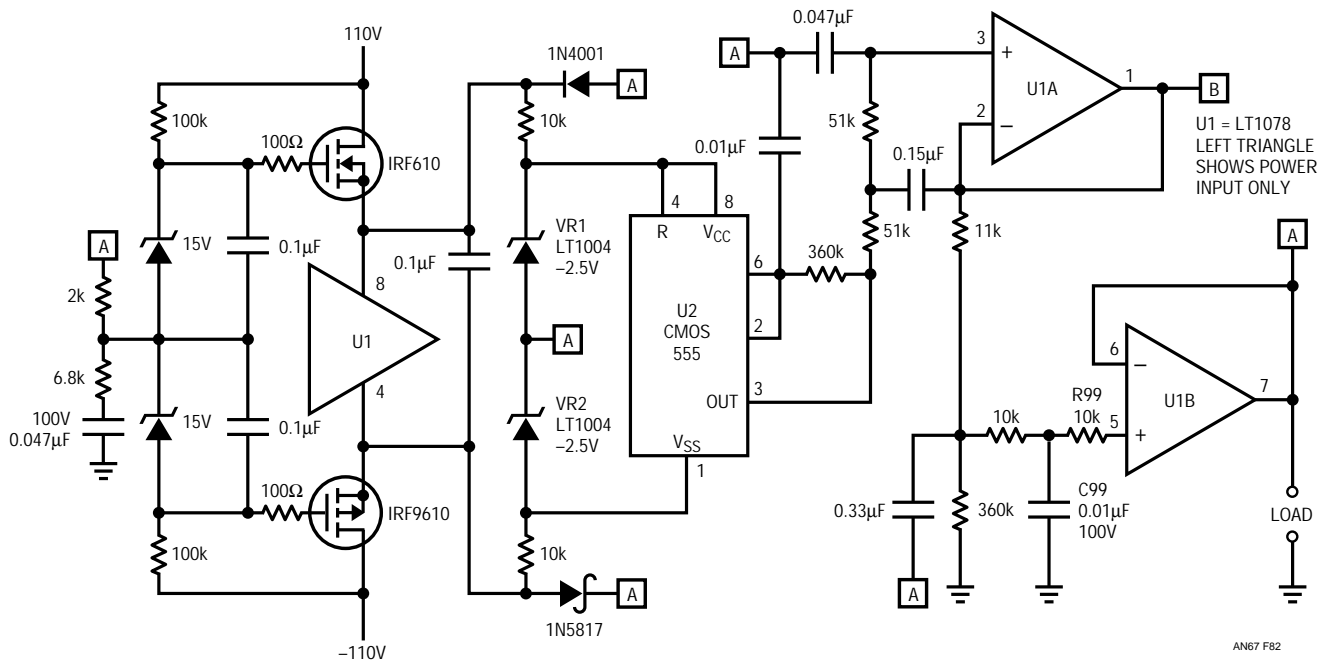 110V
100k
100Ω
IRF610
A
15V
0.1µF
2k
6.8k
100V
0.047µF
15V
0.1µF
8
U1
4
100Ω
IRF9610
100k
–110V
0.1µF
1N4001
A
10k
VR1
LT1004
–2.5V
A
VR2
LT1004
–2.5V
10k
1N5817
A
4
8
R
VCC
6
U2
CMOS
555
2
OUT
3
VSS
1
A
0.047µF
0.01µF
51k
0.15µF
51k
360k
3
+
U1A
1
2
–
B
U1 = LT1078
LEFT TRIANGLE
SHOWS POWER
INPUT ONLY
11k
A
6
–
U1B
7
R99
10k
10k
5
+
0.33µF
360k
C99
0.01µF
100V
LOAD
A
AN67 F82